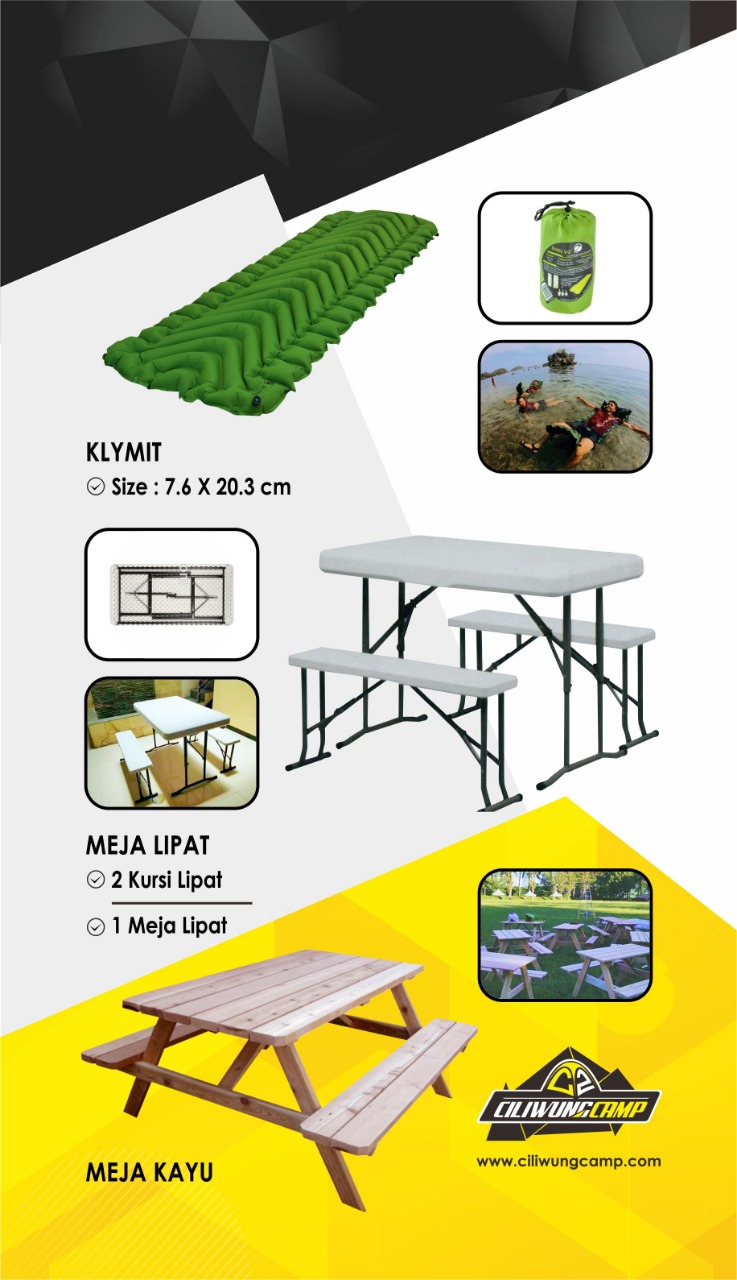 KLYMIT
Size : 7.6 X 20.3 cm
MEJA LIPAT
2 Kursi Lipat
1 Meja Lipat
MEJA KAYU
C2
CILIWUNGCAMP
www.ciliwungcamp.com